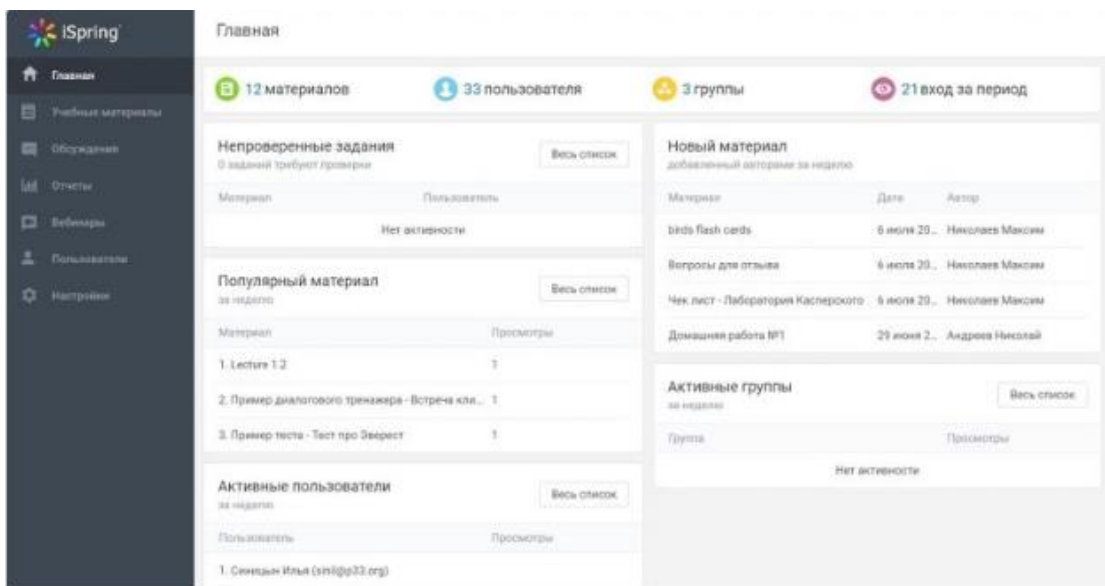 iSpring
Главная
Учебные материалы
Обсуждения
Отчеты
Вебинары
Пользователи
Настройки
Главная
12 материалов
33 пользователя
3 группы
21 вход за период
Непроверенные задания
0 заданий требуют проверки
Весь список
Материал Пользователь
Нет активности
Популярный материал
за неделю
Весь список
Материал Просмотры
1. Lecture 1.2 1
2. Пример диалогового тренажера - Встреча кли... 1
3. Пример теста - Тест про Эверест 1
Активные пользователи
за неделю
Весь список
Пользователь Просмотры
1. Синицын Илья
Новый материал
добавленный авторами за неделю
Материал Дата Автор
birds flash cards 6 июля 20... Николаев Максим
Вопросы для отзыва 6 июля 20... Николаев Максим
Чек лист - Лаборатория Касперского 6 июля 20... Николаев Максим
Домашняя работа №1 29 июня 2... Андреев Николай
Активные группы
за неделю
Весь список
Группа Просмотры
Нет активности